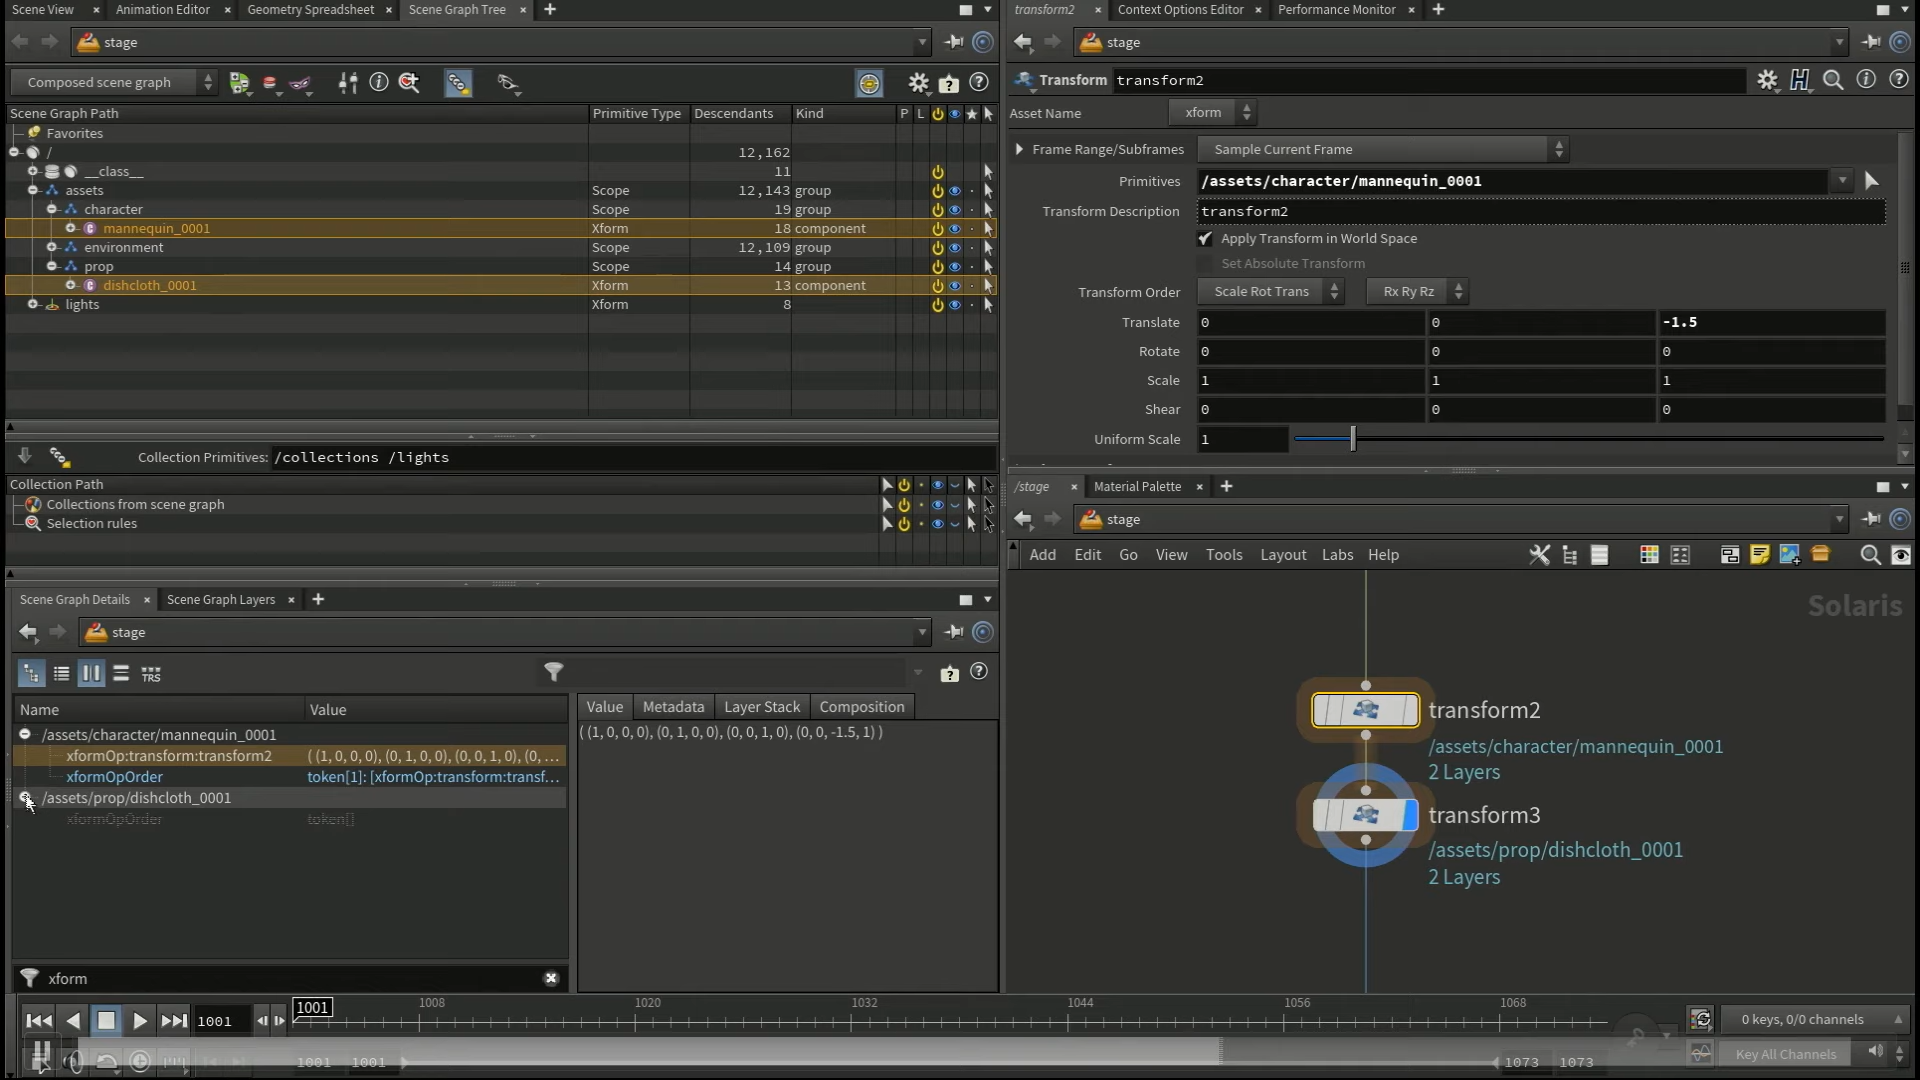 Scene View × Animation Editor × Geometry Spreadsheet × Scene Graph Tree × +
stage
Composed scene graph
Scene Graph Path Primitive Type Descendants Kind P L
Favorites
/ 12,162
__class__ 11
assets Scope 12,143 group
character Scope 19 group
mannequin_0001 Xform 18 component
environment Scope 12,109 group
prop Scope 14 group
dishcloth_0001 Xform 13 component
lights Xform 8
Collection Primitives: /collections /lights
Collection Path
Collections from scene graph
Selection rules
Scene Graph Details × Scene Graph Layers × +
stage
TRS
Name Value
/assets/character/mannequin_0001
xformOp:transform:transform2 ( (1, 0, 0, 0), (0, 1, 0, 0), (0, 0, 1, 0), (0, ...
xformOpOrder token[1]: [xformOp:transform:transf...
/assets/prop/dishcloth_0001
xformOpOrder token[]
xform
Value Metadata Layer Stack Composition
( (1, 0, 0, 0), (0, 1, 0, 0), (0, 0, 1, 0), (0, 0, -1.5, 1) )
transform2 × Context Options Editor × Performance Monitor × +
stage
Transform transform2
Asset Name xform
Frame Range/Subframes Sample Current Frame
Primitives /assets/character/mannequin_0001
Transform Description transform2
Apply Transform in World Space
Set Absolute Transform
Transform Order Scale Rot Trans Rx Ry Rz
Translate 0 0 -1.5
Rotate 0 0 0
Scale 1 1 1
Shear 0 0 0
Uniform Scale 1
/stage × Material Palette × +
stage
Add Edit Go View Tools Layout Labs Help
Solaris
transform2
/assets/character/mannequin_0001
2 Layers
transform3
/assets/prop/dishcloth_0001
2 Layers
1001 1001 1008 1020 1032 1044 1056 1068
0 keys, 0/0 channels
1001 1001 1073 1073
Key All Channels